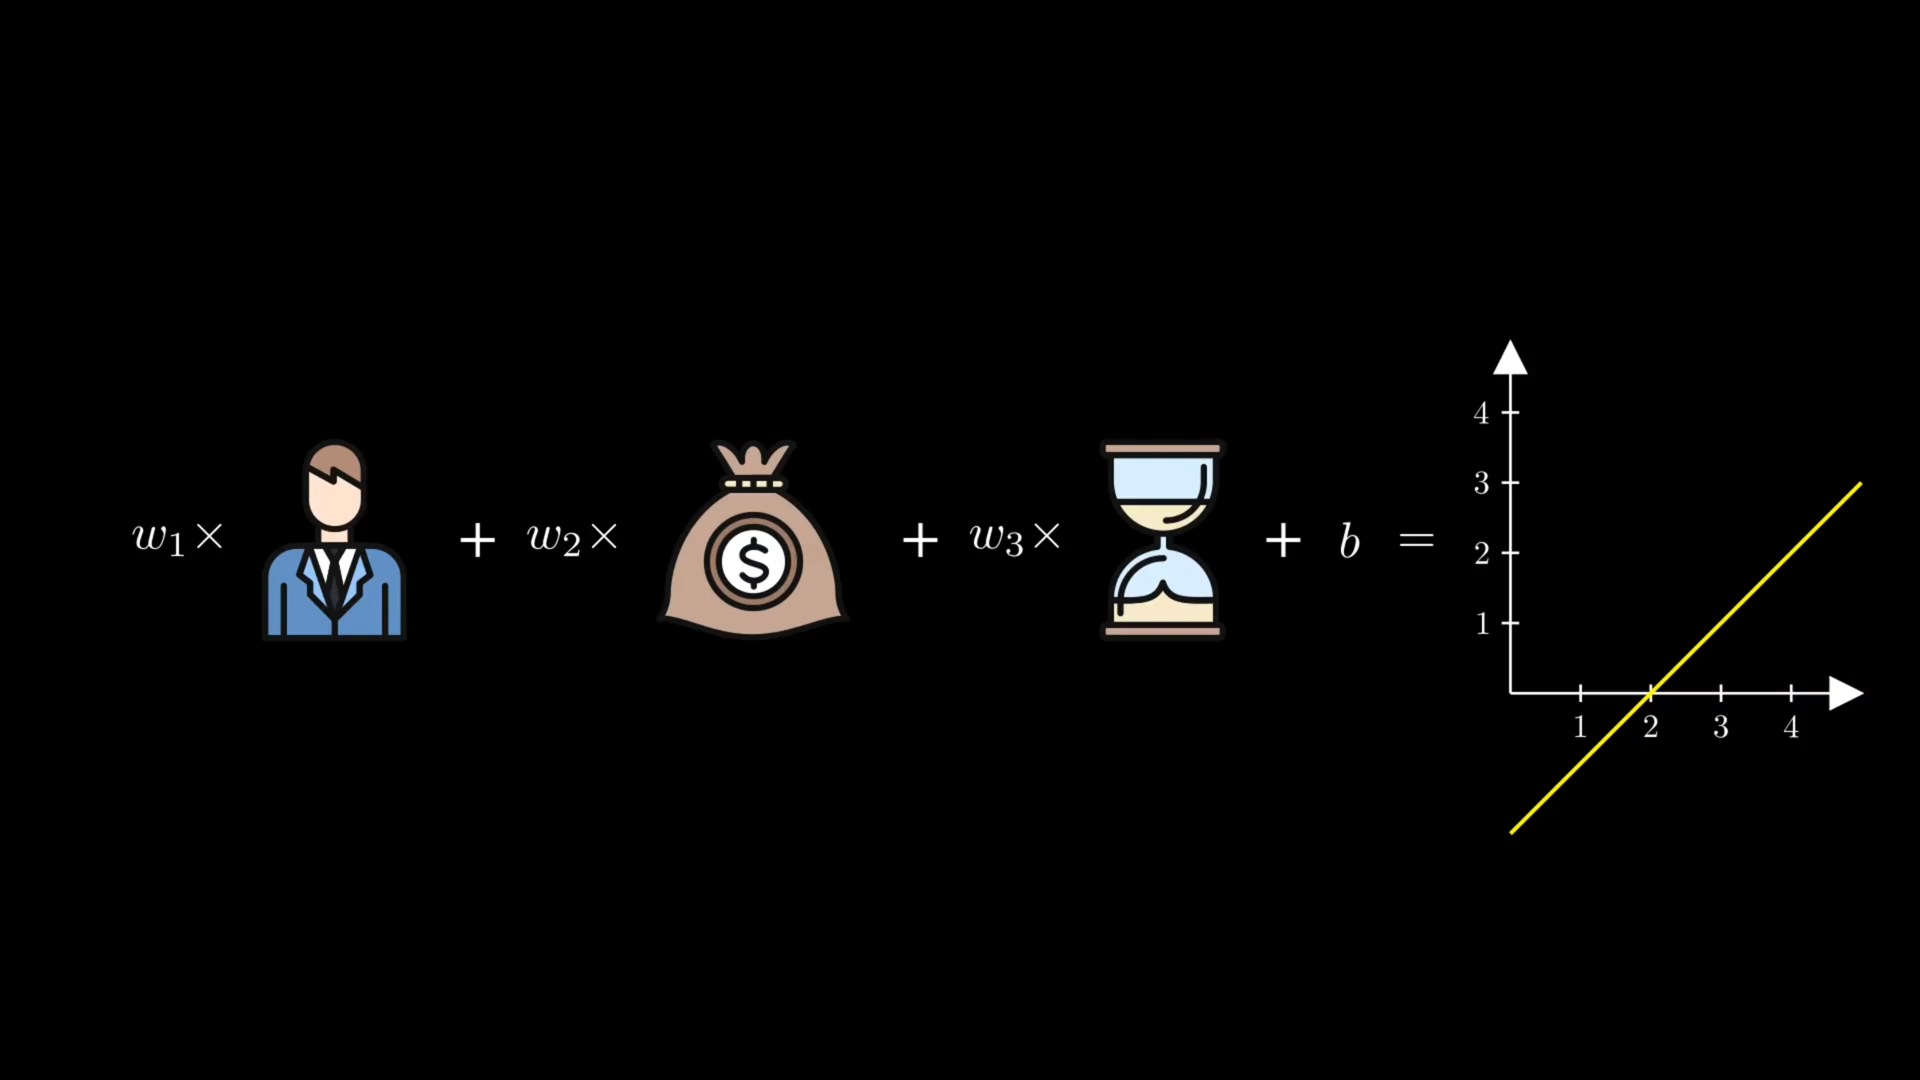 w₁× + w₂× $ + w₃× + b =
4
3
2
1
1 2 3 4